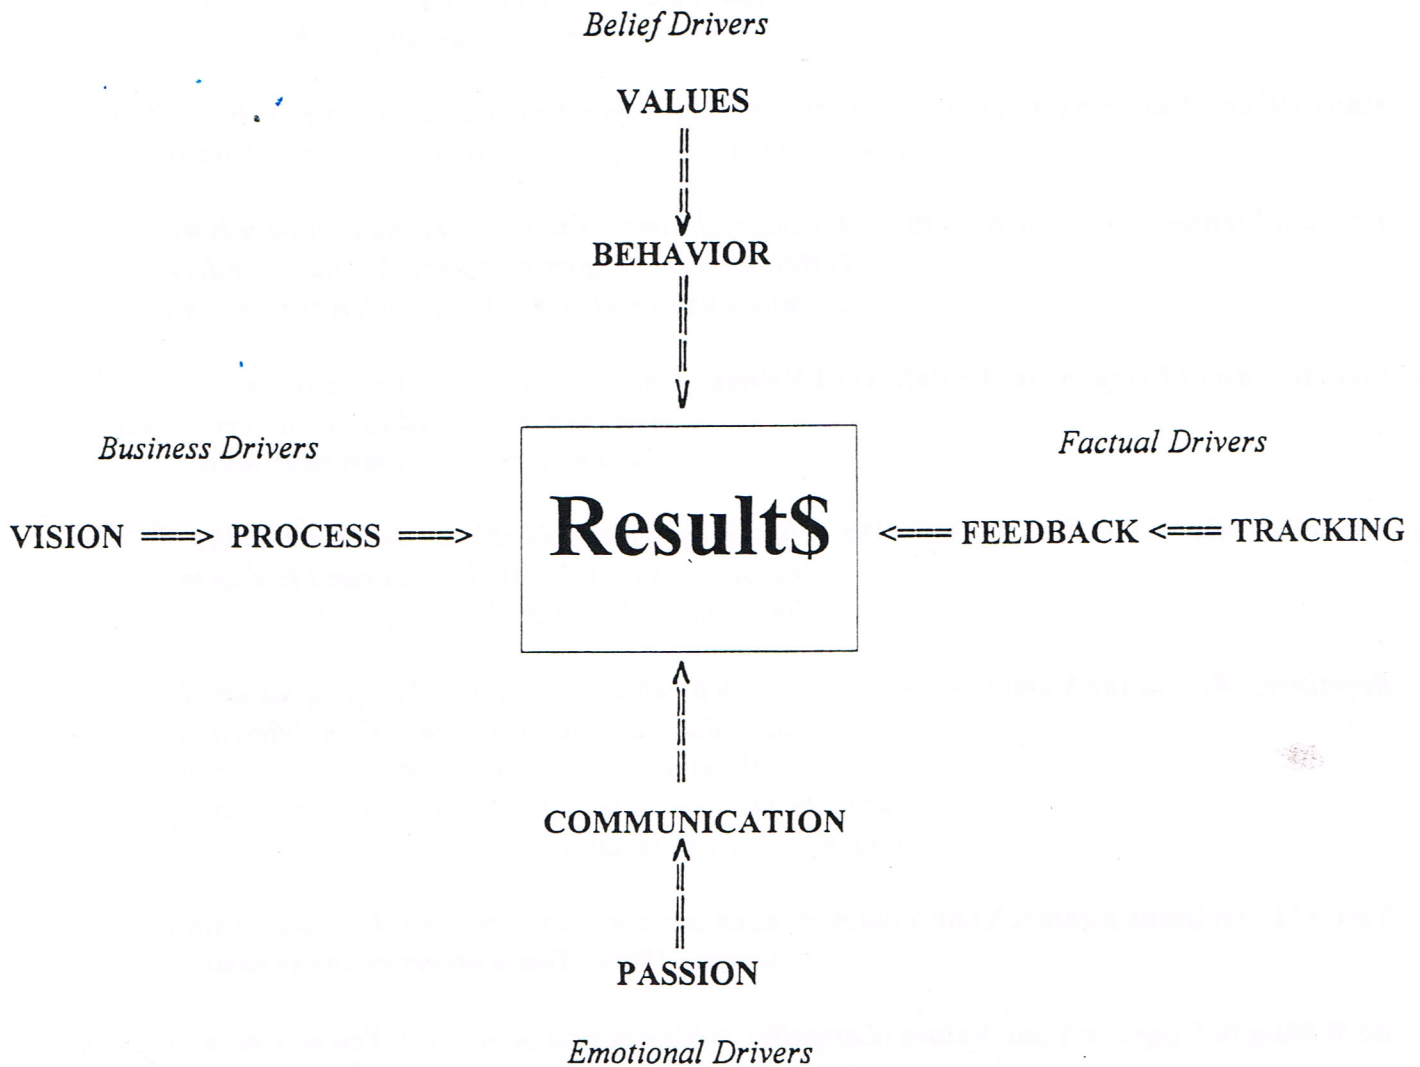 Belief Drivers
VALUES
BEHAVIOR
Business Drivers
Factual Drivers
VISION ===> PROCESS ===> Result$ <=== FEEDBACK <=== TRACKING
COMMUNICATION
PASSION
Emotional Drivers